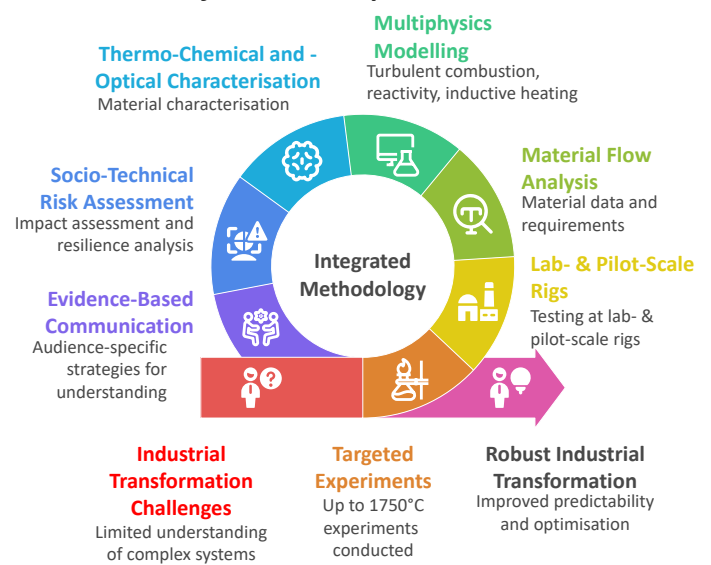 Multiphysics
Modelling
Turbulent combustion,
reactivity, inductive heating
Thermo-Chemical and -
Optical Characterisation
Material characterisation
Material Flow
Analysis
Material data and
requirements
Socio-Technical
Risk Assessment
Impact assessment and
resilience analysis
Integrated
Methodology
Lab- & Pilot-Scale
Rigs
Testing at lab- &
pilot-scale rigs
Evidence-Based
Communication
Audience-specific
strategies for
understanding
?
Industrial
Transformation
Challenges
Limited understanding
of complex systems
Targeted
Experiments
Up to 1750°C
experiments
conducted
Robust Industrial
Transformation
Improved predictability
and optimisation